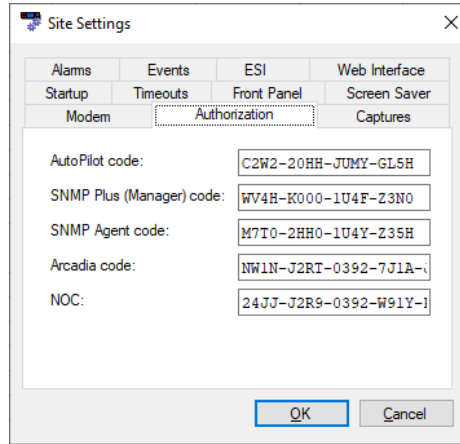 Site Settings
Alarms Events ESI Web Interface
Startup Timeouts Front Panel Screen Saver
Modem Authorization Captures
AutoPilot code: C2W2-20HH-JUMY-GL5H
SNMP Plus (Manager) code: WV4H-K000-1U4F-Z3N0
SNMP Agent code: M7T0-2HH0-1U4Y-Z35H
Arcadia code: NW1N-J2RT-0392-7J1A-
NOC: 24JJ-J2R9-0392-W91Y-
OK Cancel